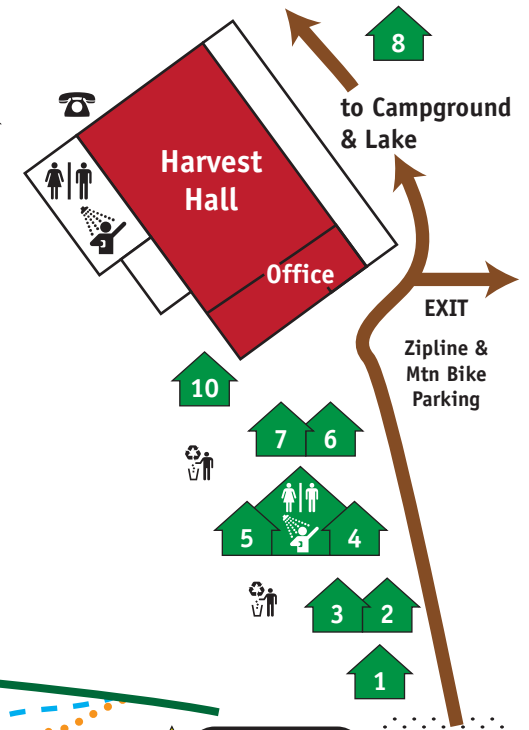 8
to Campground
& Lake
Harvest
Hall
Office
EXIT
Zipline &
Mtn Bike
Parking
10
7
6
5
4
3
2
1